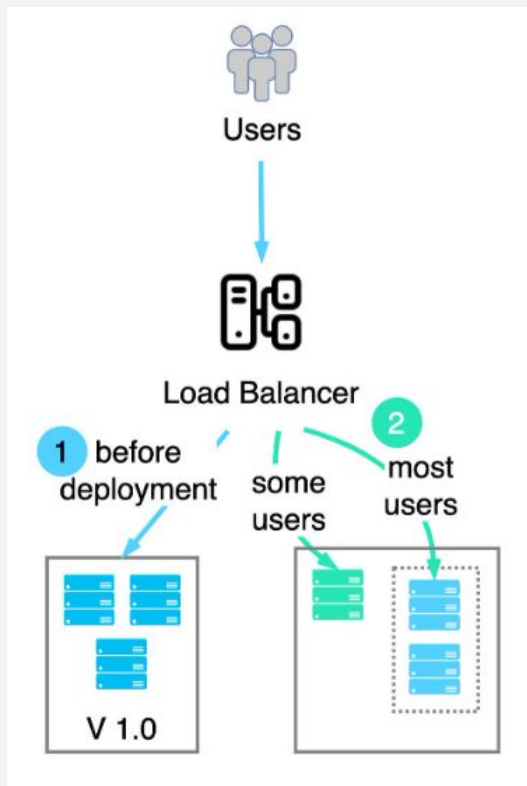 Users
Load Balancer
1
before
deployment
some
users
2
most
users
V 1.0